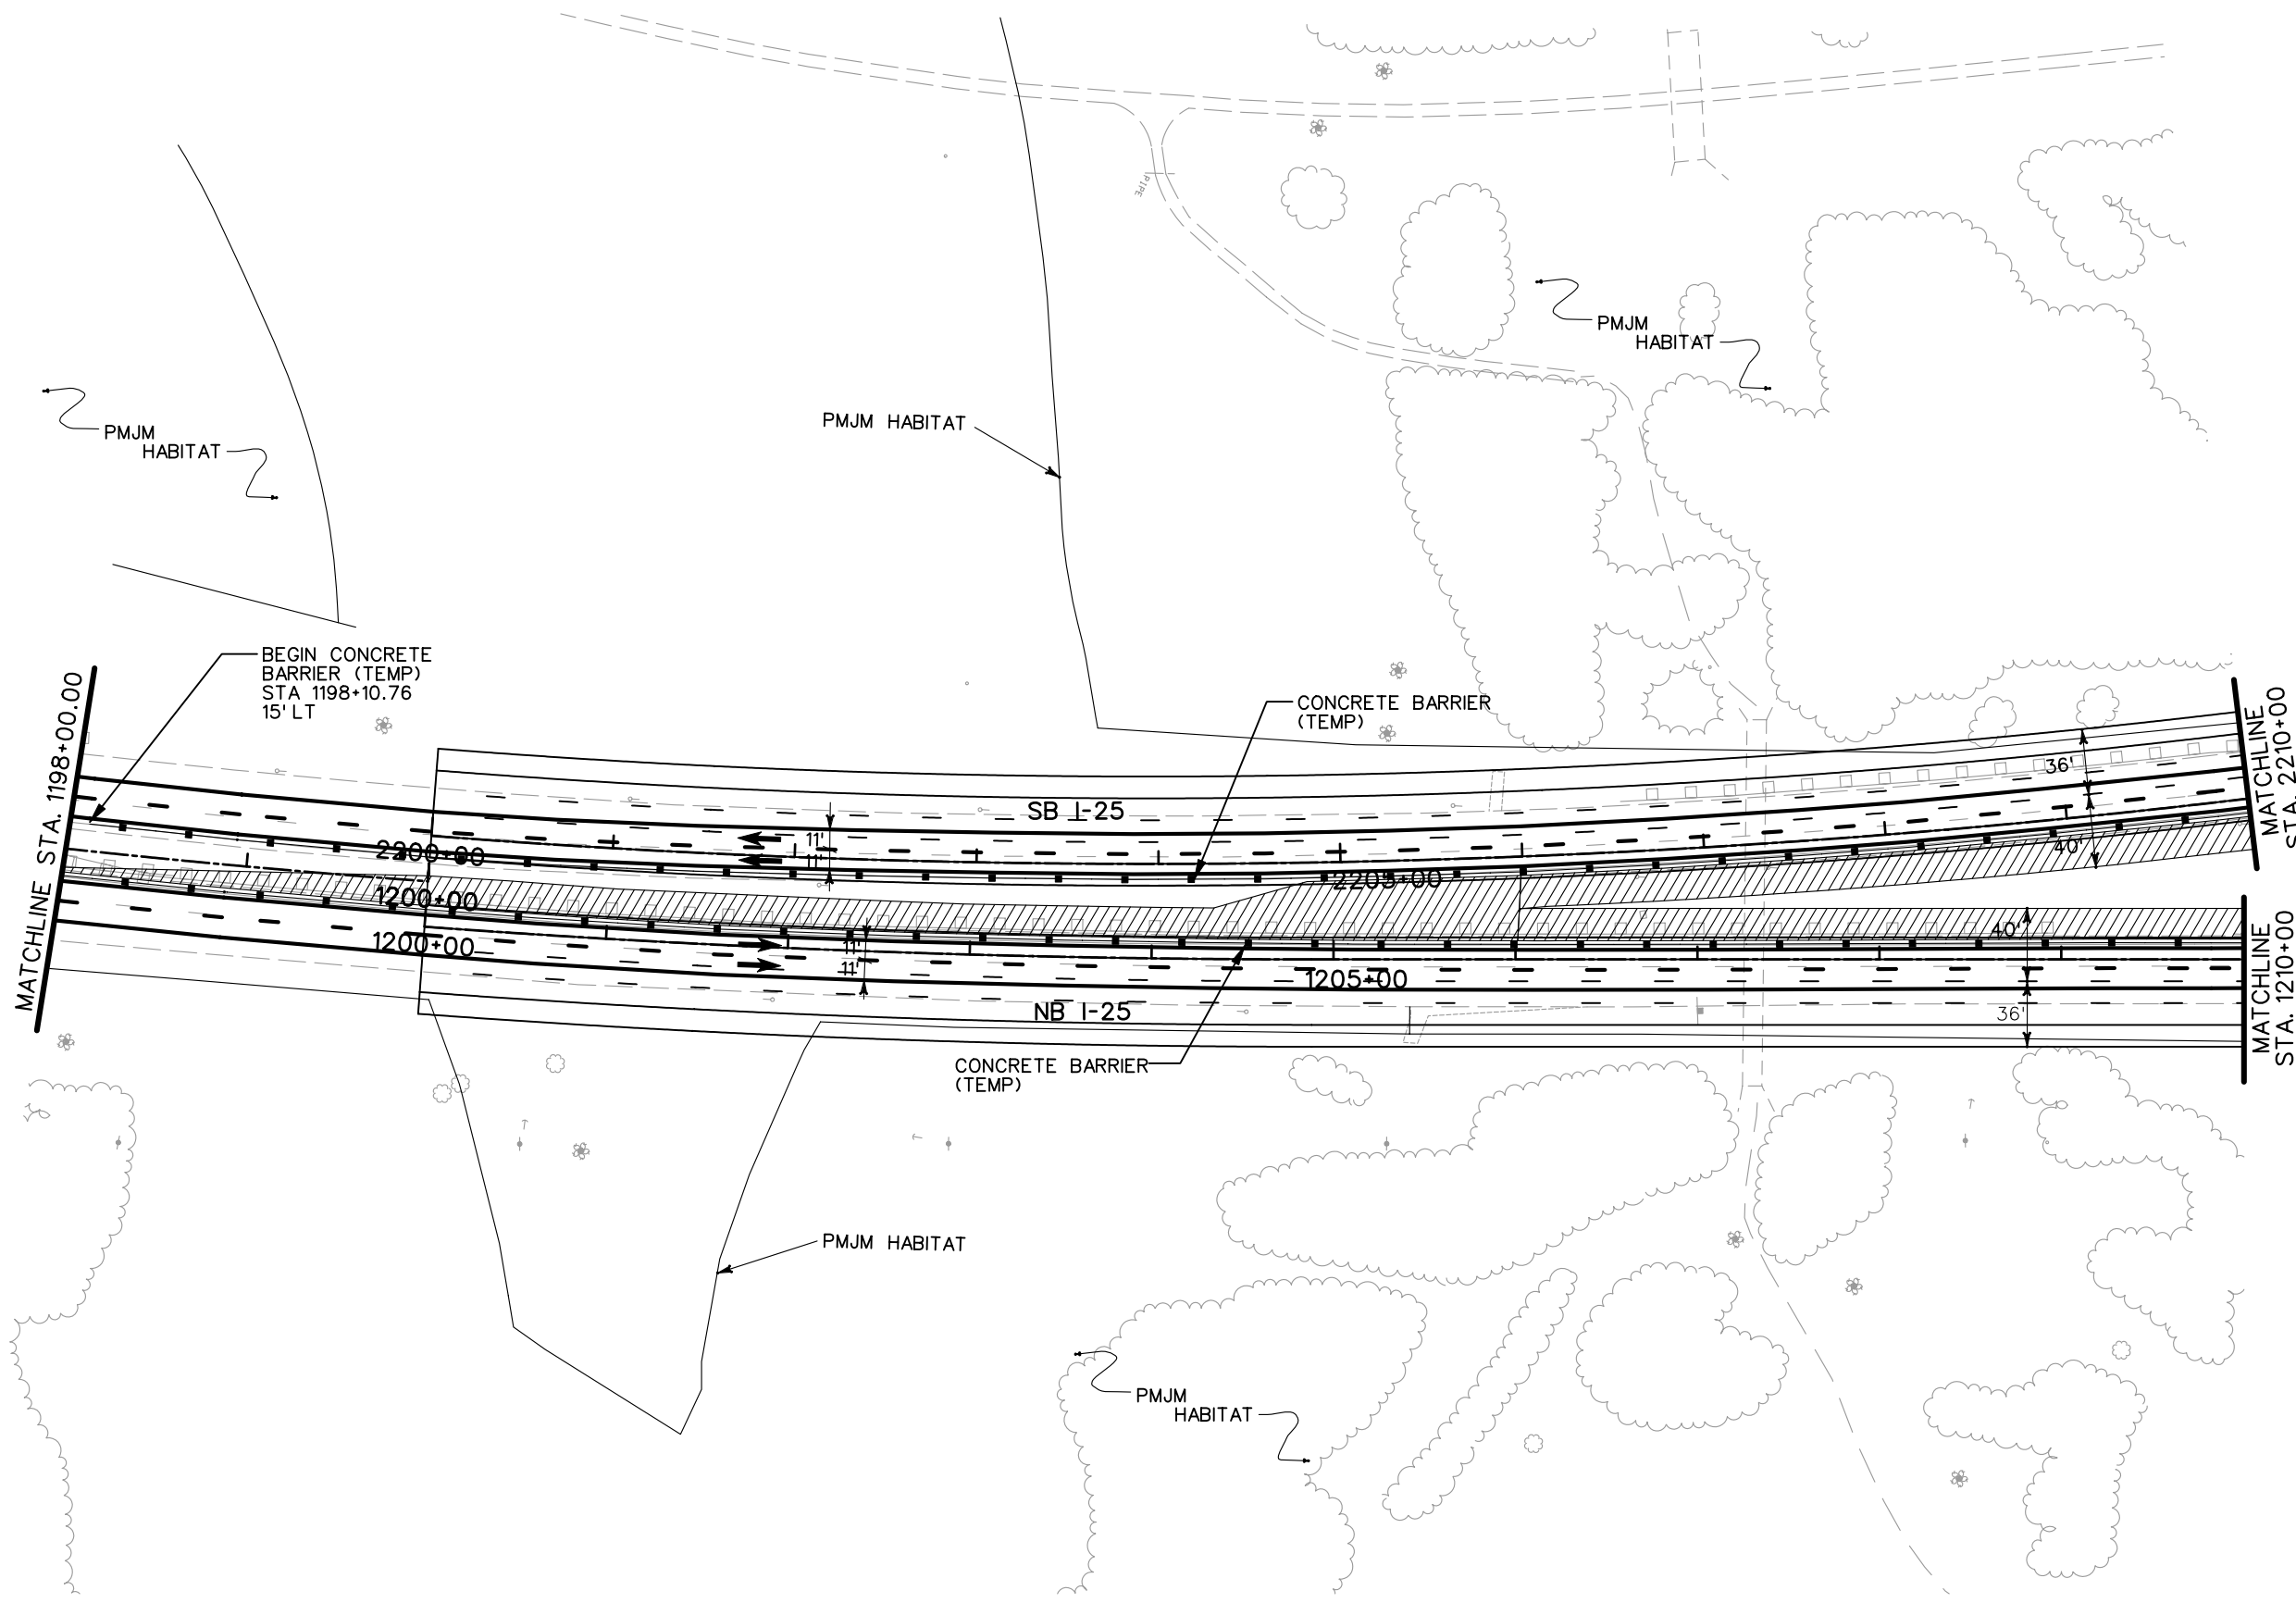 PIPE
PMJM
HABITAT
PMJM
HABITAT
PMJM HABITAT
BEGIN CONCRETE
BARRIER (TEMP)
STA 1198+10.76
15' LT
CONCRETE BARRIER
(TEMP)
MATCHLINE STA. 1198+00.00
MATCHLINE
STA. 2210+00
SB I-25
36'
40'
11'
11'
2200+00
2205+00
1200+00
1200+00
11'
11'
40'
36'
1205+00
NB I-25
MATCHLINE
STA. 1210+00
CONCRETE BARRIER
(TEMP)
PMJM HABITAT
PMJM
HABITAT